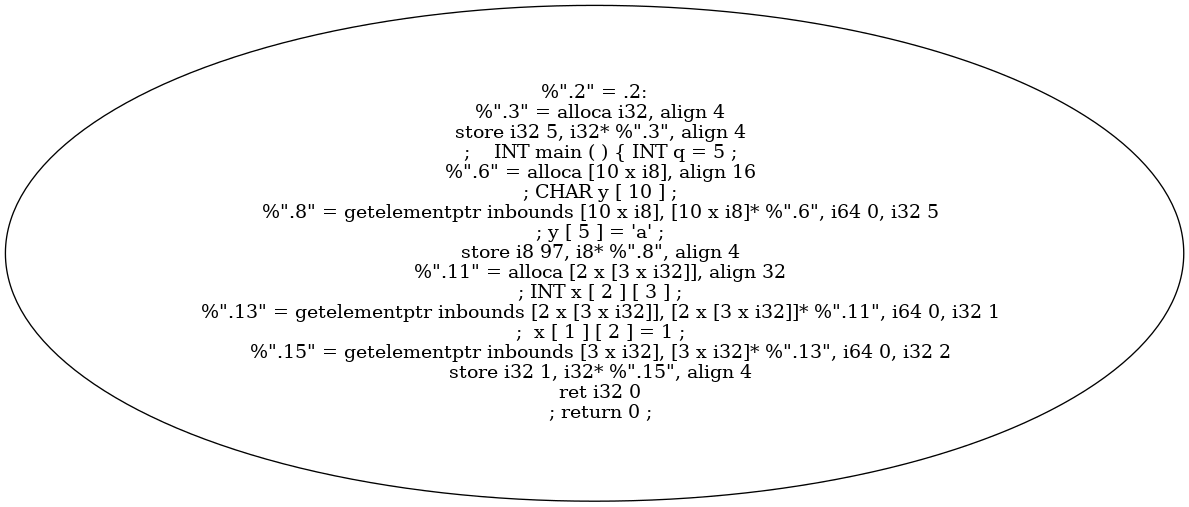 %".2" = .2:
%".3" = alloca i32, align 4
store i32 5, i32* %".3", align 4
;    INT main ( ) { INT q = 5 ;
%".6" = alloca [10 x i8], align 16
; CHAR y [ 10 ] ;
%".8" = getelementptr inbounds [10 x i8], [10 x i8]* %".6", i64 0, i32 5
; y [ 5 ] = 'a' ;
store i8 97, i8* %".8", align 4
%".11" = alloca [2 x [3 x i32]], align 32
; INT x [ 2 ] [ 3 ] ;
%".13" = getelementptr inbounds [2 x [3 x i32]], [2 x [3 x i32]]* %".11", i64 0, i32 1
;  x [ 1 ] [ 2 ] = 1 ;
%".15" = getelementptr inbounds [3 x i32], [3 x i32]* %".13", i64 0, i32 2
store i32 1, i32* %".15", align 4
ret i32 0
; return 0 ;